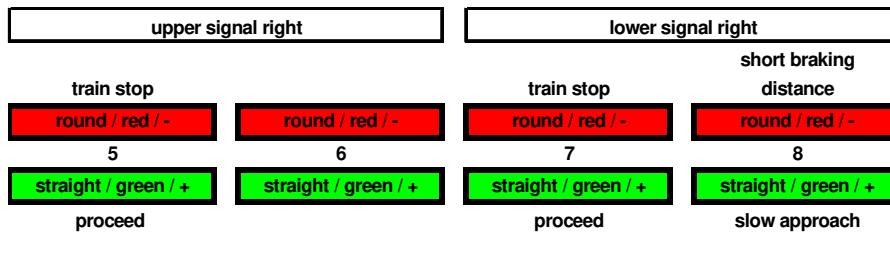 upper signal right lower signal right
short braking
train stop train stop distance
round / red / - round / red / - round / red / - round / red / -
5 6 7 8
straight / green / + straight / green / + straight / green / + straight / green / +
proceed proceed slow approach